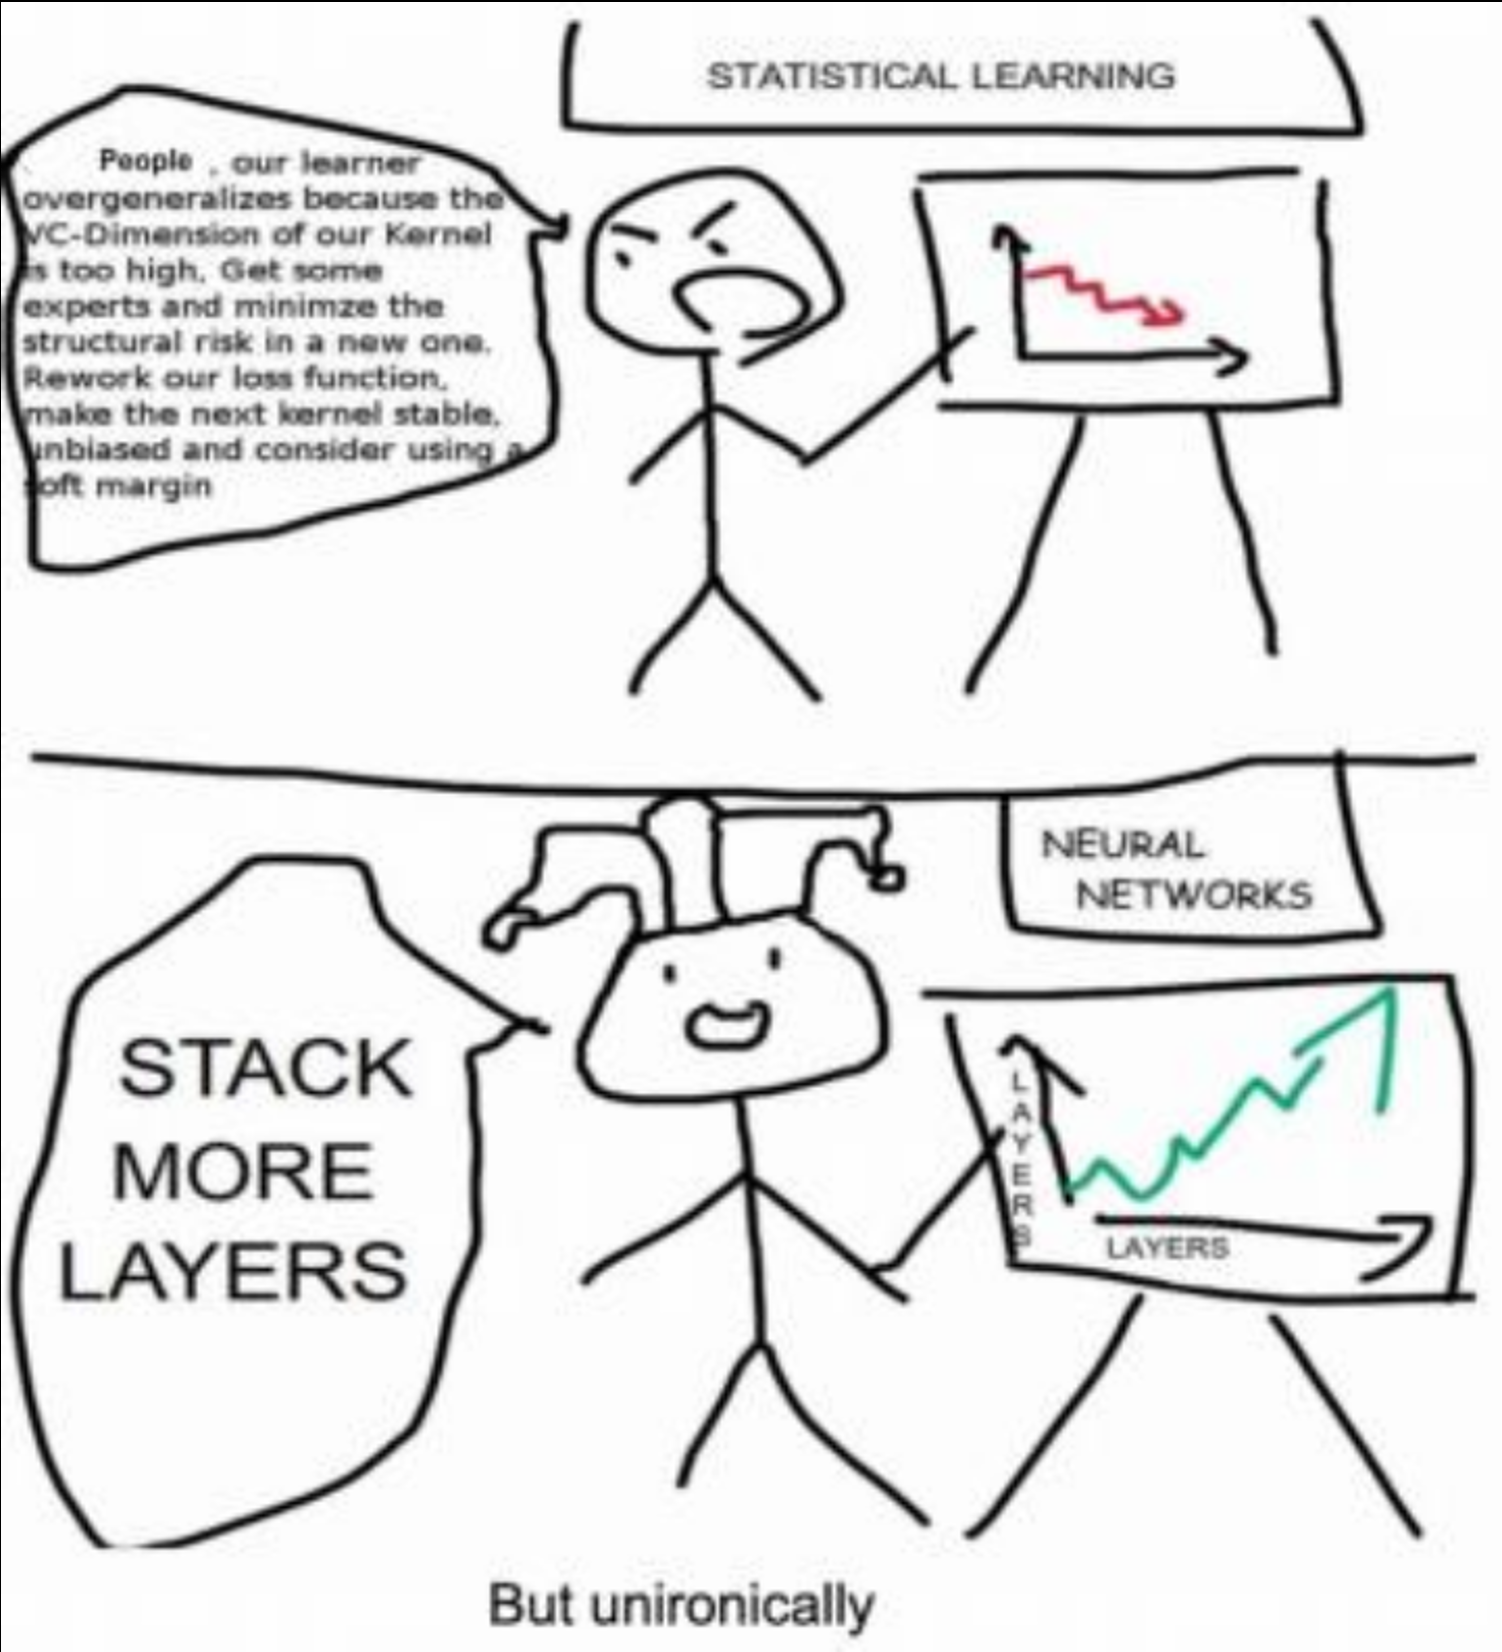 STATISTICAL LEARNING
People , our learner
overgeneralizes because the
VC-Dimension of our Kernel
is too high. Get some
experts and minimze the
structural risk in a new one.
Rework our loss function.
make the next kernel stable.
unbiased and consider using a
soft margin
NEURAL
NETWORKS
STACK
MORE
LAYERS
LAYERS
LAYERS
But unironically